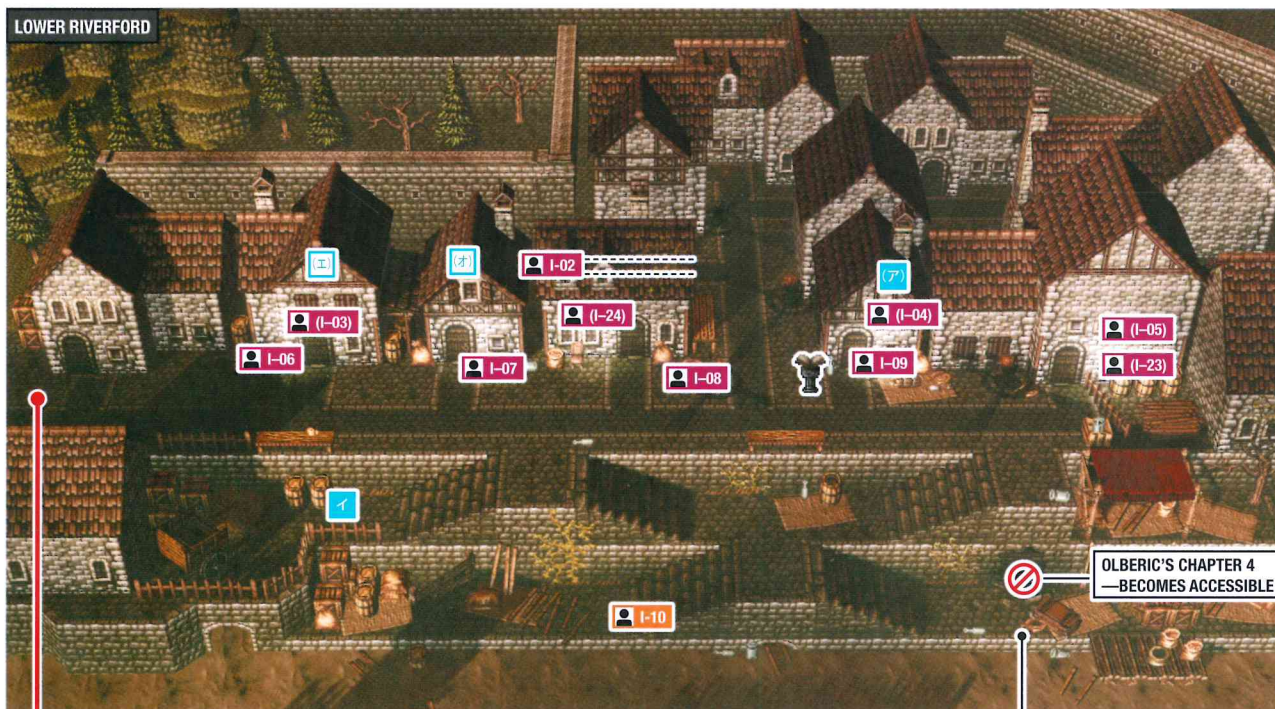 LOWER RIVERFORD
(エ)
(オ)
I-02
(ア)
(I-03)
(I-24)
(I-04)
(I-05)
I-06
I-07
I-08
I-09
(I-23)
イ
OLBERIC'S CHAPTER 4
—BECOMES ACCESSIBLE
I-10